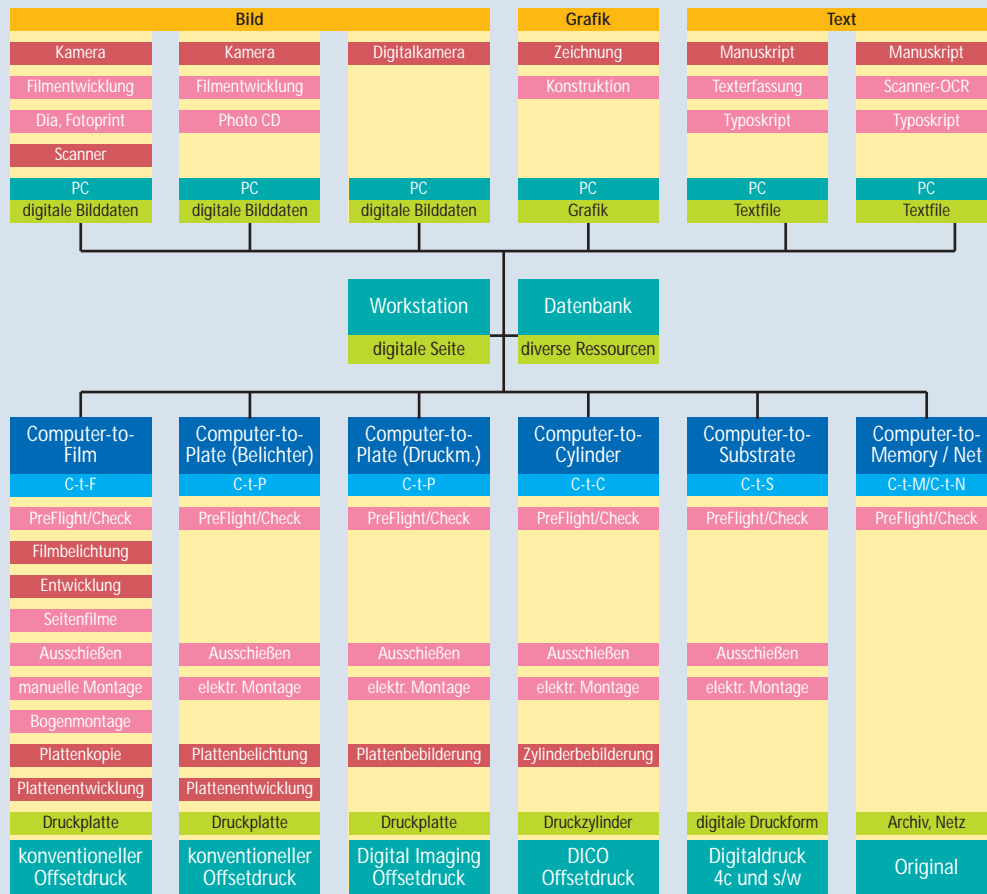 Bild Grafik Text
Kamera Kamera Digitalkamera Zeichnung Manuskript Manuskript
Filmentwicklung Filmentwicklung Konstruktion Texterfassung Scanner-OCR
Dia, Fotoprint Photo CD Typoskript Typoskript
Scanner
PC PC PC PC PC PC
digitale Bilddaten digitale Bilddaten digitale Bilddaten Grafik Textfile Textfile
Workstation Datenbank
digitale Seite diverse Ressourcen
Computer-to- Computer-to- Computer-to- Computer-to- Computer-to- Computer-to-
Film Plate (Belichter) Plate (Druckm.) Cylinder Substrate Memory / Net
C-t-F C-t-P C-t-P C-t-C C-t-S C-t-M/C-t-N
PreFlight/Check PreFlight/Check PreFlight/Check PreFlight/Check PreFlight/Check PreFlight/Check
Filmbelichtung
Entwicklung
Seitenfilme
Ausschießen Ausschießen Ausschießen Ausschießen Ausschießen
manuelle Montage elektr. Montage elektr. Montage elektr. Montage elektr. Montage
Bogenmontage
Plattenkopie Plattenbelichtung Plattenbebilderung Zylinderbebilderung
Plattenentwicklung Plattenentwicklung
Druckplatte Druckplatte Druckplatte Druckzylinder digitale Druckform Archiv, Netz
konventioneller konventioneller Digital Imaging DICO Digitaldruck Original
Offsetdruck Offsetdruck Offsetdruck Offsetdruck 4c und s/w